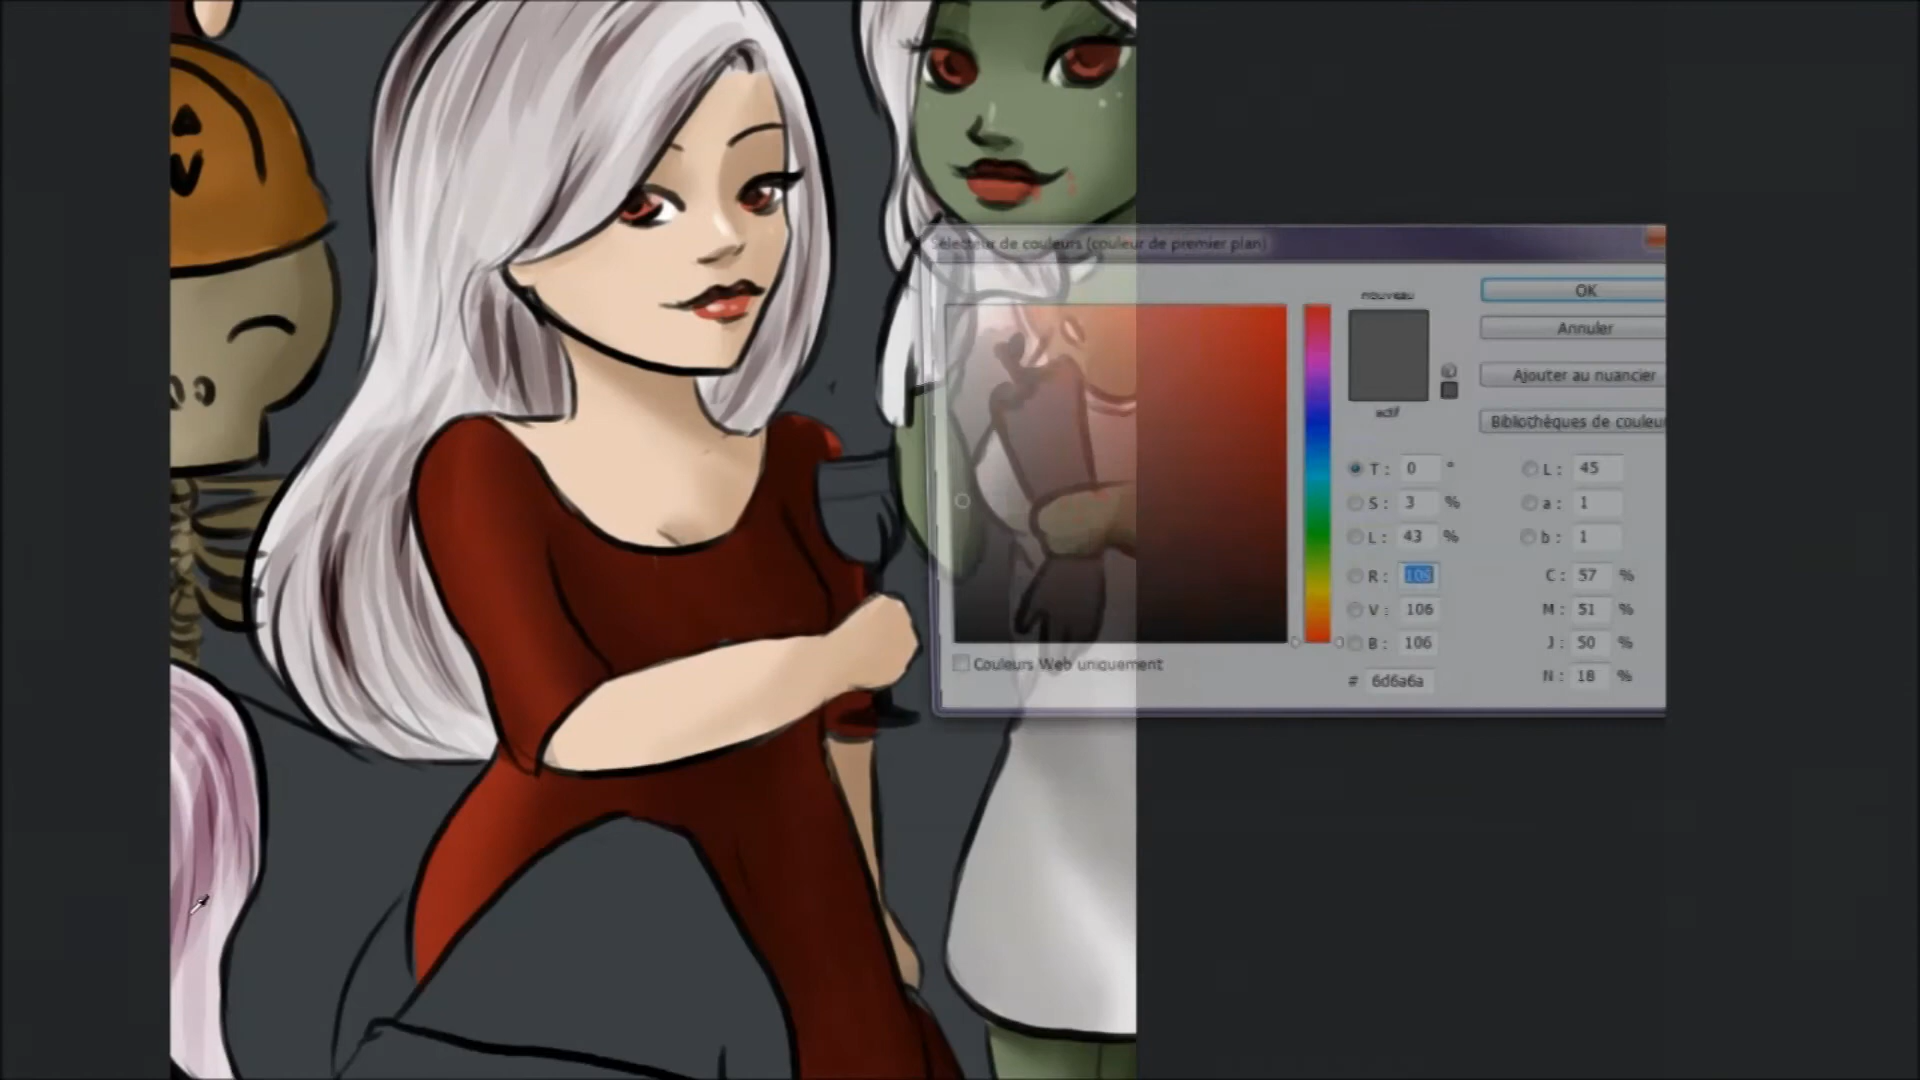 Sélecteur de couleurs (couleur de premier plan)
nouveau
OK
Annuler
Ajouter au nuancier
actif
Bibliothèques de couleur
T : 0 °
L : 45
S : 3 %
a : 1
L : 43 %
b : 1
R : 109
C : 57 %
V : 106
M : 51 %
B : 106
J : 50 %
Couleurs Web uniquement
# 6d6a6a
N : 18 %